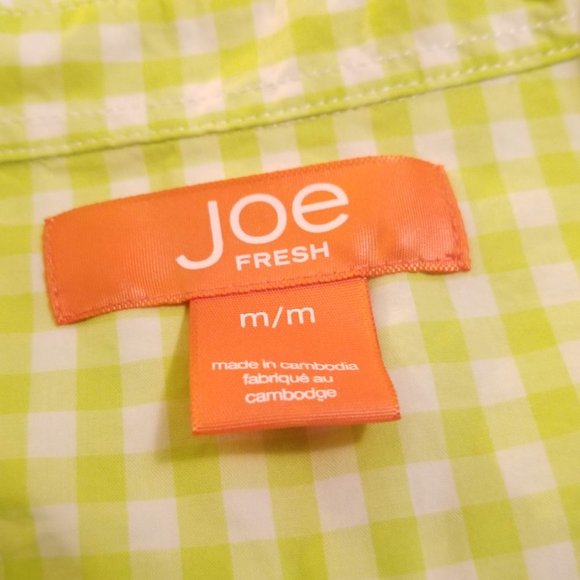 Joe
FRESH
m/m
made in cambodia
fabriqué au
cambodge